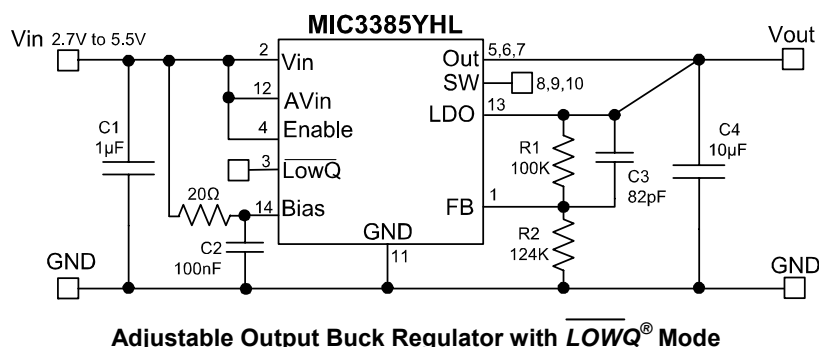 MIC3385YHL
Vin 2.7V to 5.5V
2 Vin
12 AVin
4 Enable
3 L̅o̅w̅Q̅
20Ω
14 Bias
C1
1µF
C2
100nF
GND
11
GND
Out 5,6,7
SW 8,9,10
LDO 13
FB 1
R1
100K
C3
82pF
R2
124K
C4
10µF
Vout
GND
Adjustable Output Buck Regulator with L̅O̅W̅Q̅® Mode